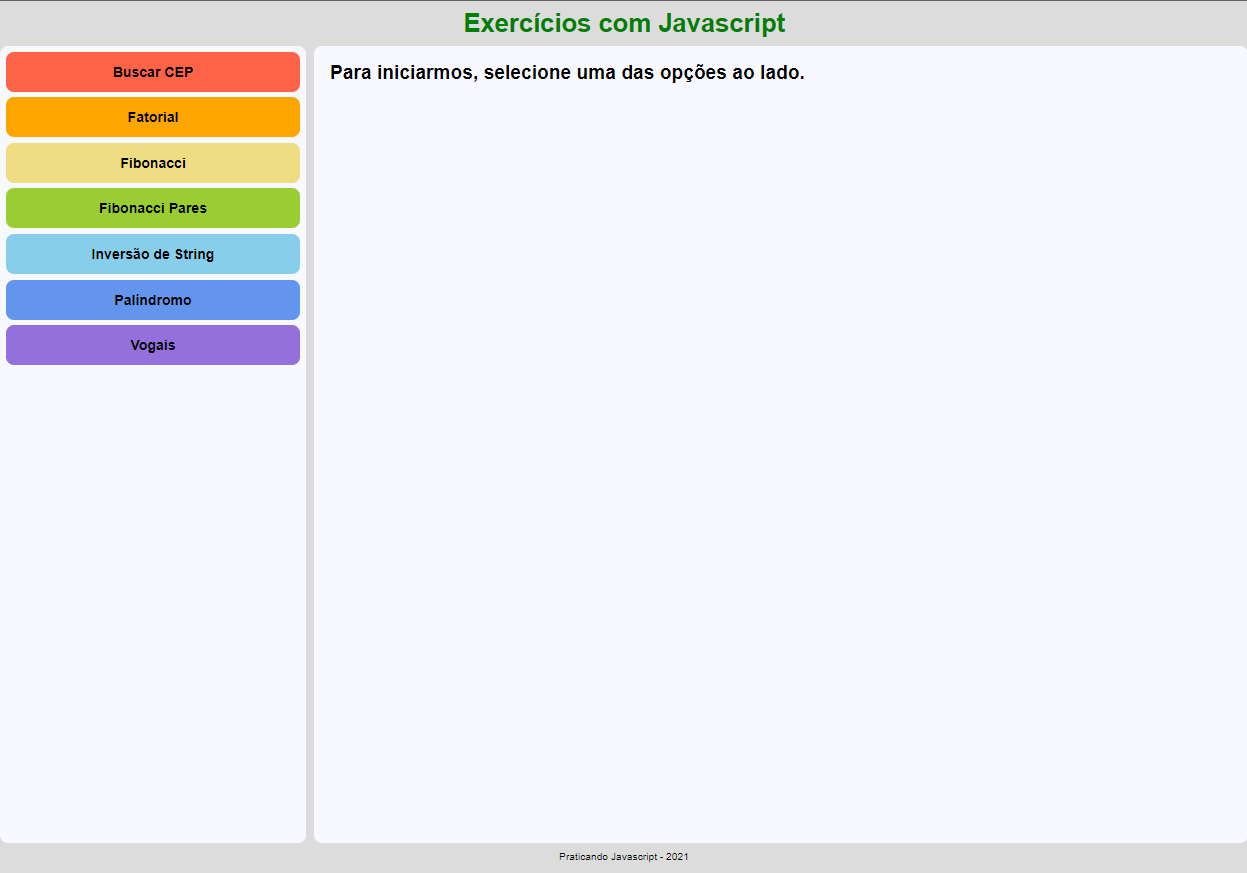 Exercícios com Javascript
Buscar CEP
Fatorial
Fibonacci
Fibonacci Pares
Inversão de String
Palíndromo
Vogais
Para iniciarmos, selecione uma das opções ao lado.
Praticando Javascript - 2021